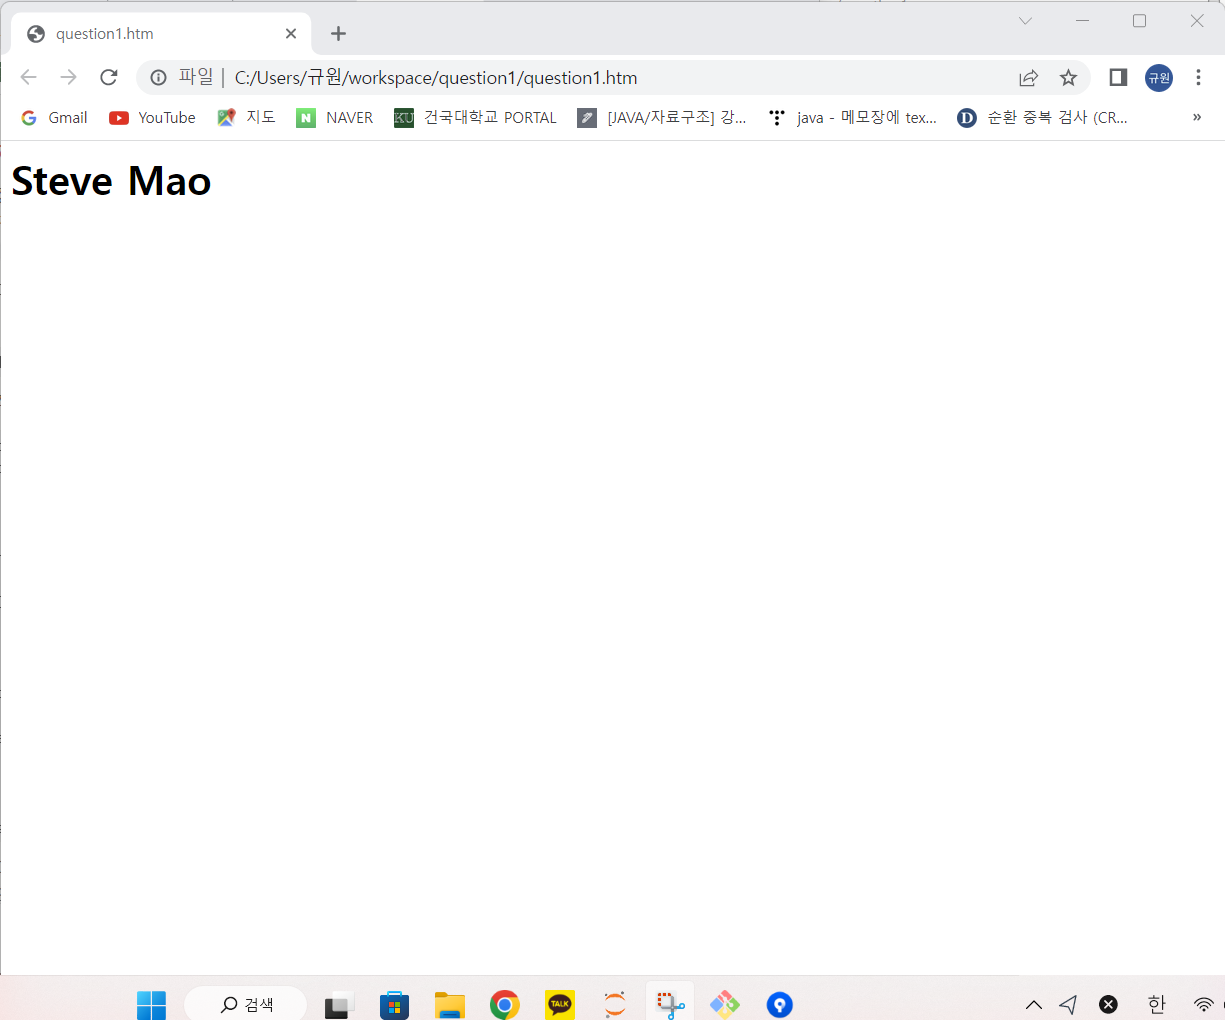 question1.htm
파일 | C:/Users/규원/workspace/question1/question1.htm
규원
Gmail YouTube 지도 NAVER KU 건국대학교 PORTAL [JAVA/자료구조] 강... java - 메모장에 tex... D 순환 중복 검사 (CR... »
Steve Mao
검색 TALK 한